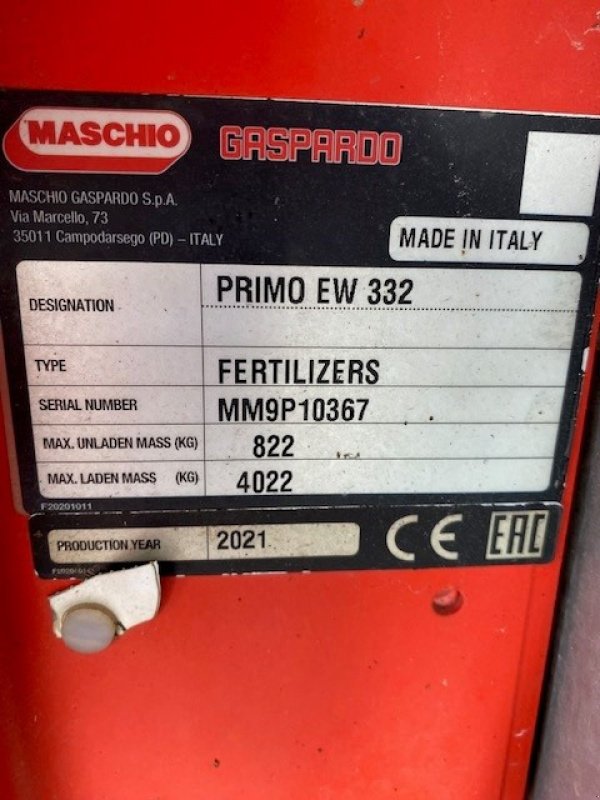 MASCHIO GASPARDO
MASCHIO GASPARDO S.p.A.
Via Marcello, 73
35011 Campodarsego (PD) – ITALY
MADE IN ITALY
DESIGNATION PRIMO EW 332
TYPE FERTILIZERS
SERIAL NUMBER MM9P10367
MAX. UNLADEN MASS (KG) 822
MAX. LADEN MASS (KG) 4022
F20201011
PRODUCTION YEAR 2021 CE EAC